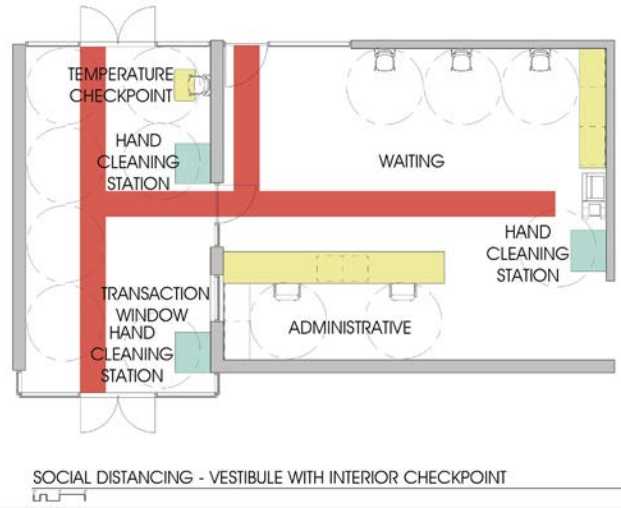 TEMPERATURE
CHECKPOINT
HAND
CLEANING
STATION
WAITING
HAND
CLEANING
STATION
TRANSACTION
WINDOW
HAND
CLEANING
STATION
ADMINISTRATIVE
SOCIAL DISTANCING - VESTIBULE WITH INTERIOR CHECKPOINT